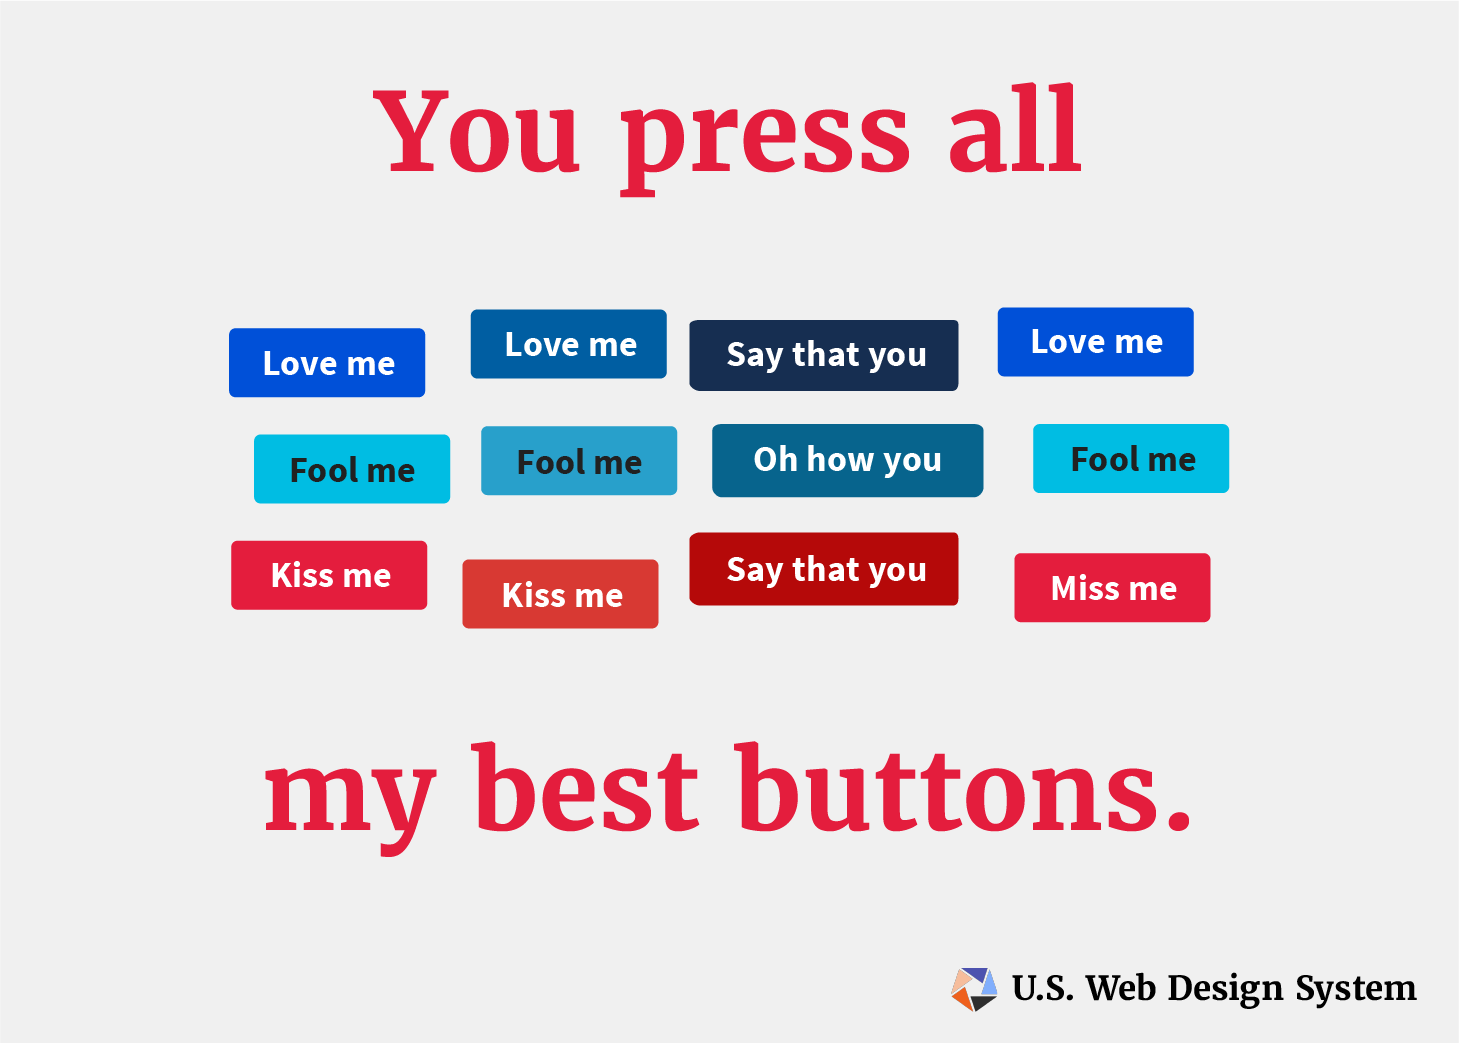 You press all
Love me Love me Say that you Love me
Fool me Fool me Oh how you Fool me
Kiss me Kiss me Say that you Miss me
my best buttons.
U.S. Web Design System